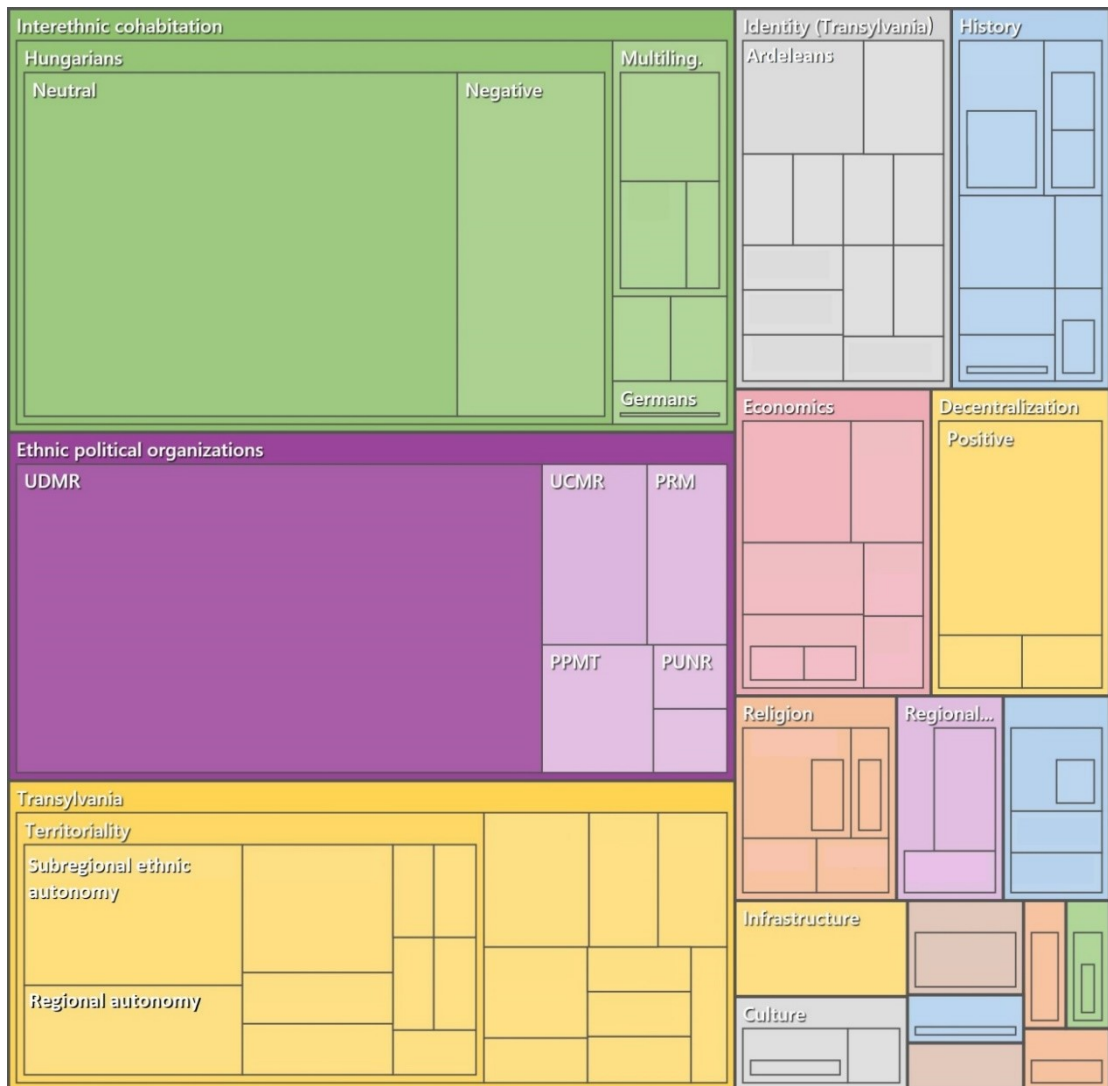 Interethnic cohabitation
Hungarians
Neutral
Negative
Multiling.
Germans
Ethnic political organizations
UDMR
UCMR
PRM
PPMT
PUNR
Transylvania
Territoriality
Subregional ethnic
autonomy
Regional autonomy
Identity (Transylvania)
Ardeleans
History
Economics
Decentralization
Positive
Religion
Regional...
Infrastructure
Culture